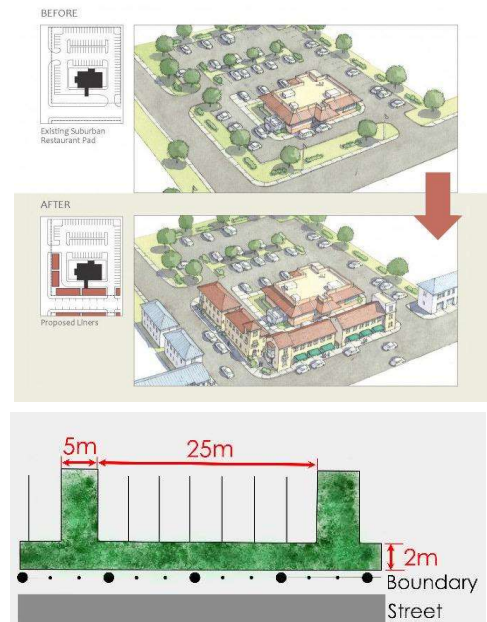 BEFORE
Existing Suburban
Restaurant Pad
AFTER
Proposed Liners
5m
25m
2m
Boundary
Street